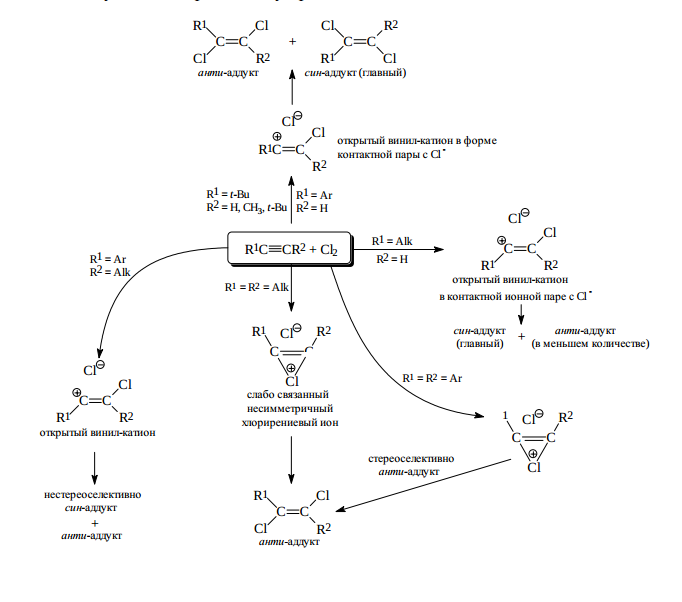 R1 Cl Cl R2
C=C + C=C
Cl R2 R1 Cl
анти-аддукт син-аддукт (главный)
Cl⊖
⊕ Cl
R1C=C
R2
открытый винил-катион в форме
контактной пары с Cl-
R1 = t-Bu
R2 = H, CH3, t-Bu
R1 = Ar
R2 = H
R1C≡CR2 + Cl2
R1 = Ar
R2 = Alk
R1 = Alk
R2 = H
R1 = R2 = Alk
R1 = R2 = Ar
Cl⊖
Cl
⊕
C=C
R1 R2
открытый винил-катион
в контактной ионной паре с Cl-
син-аддукт + анти-аддукт
(главный) (в меньшем количестве)
Cl⊖
⊕ Cl
C=C
R1 R2
открытый винил-катион
нестереоселективно
син-аддукт
+
анти-аддукт
R1 Cl⊖ R2
C=C
⊕
Cl
слабо связанный
несимметричный
хлорирениевый ион
1 Cl⊖ R2
C=C
⊕
Cl
стереоселективно
анти-аддукт
R1 Cl
C=C
Cl R2
анти-аддукт